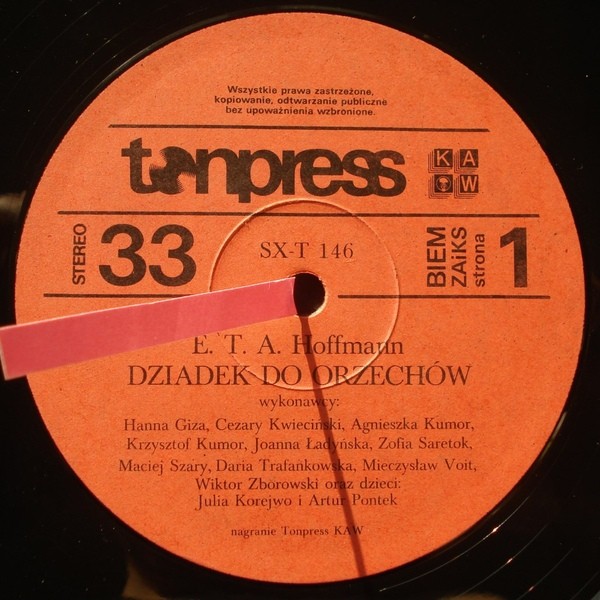 Wszystkie prawa zastrzeżone,
kopiowanie, odtwarzanie publiczne
bez upoważnienia wzbronione.
tonpress KAW
STEREO 33 SX-T 146 BIEM ZAiKS strona 1
E. T. A. Hoffmann
DZIADEK DO ORZECHÓW
wykonawcy:
Hanna Giza, Cezary Kwieciński, Agnieszka Kumor,
Krzysztof Kumor, Joanna Ładyńska, Zofia Saretok,
Maciej Szary, Daria Trafankowska, Mieczysław Voit,
Wiktor Zborowski oraz dzieci:
Julia Korejwo i Artur Pontek
nagranie Tonpress KAW